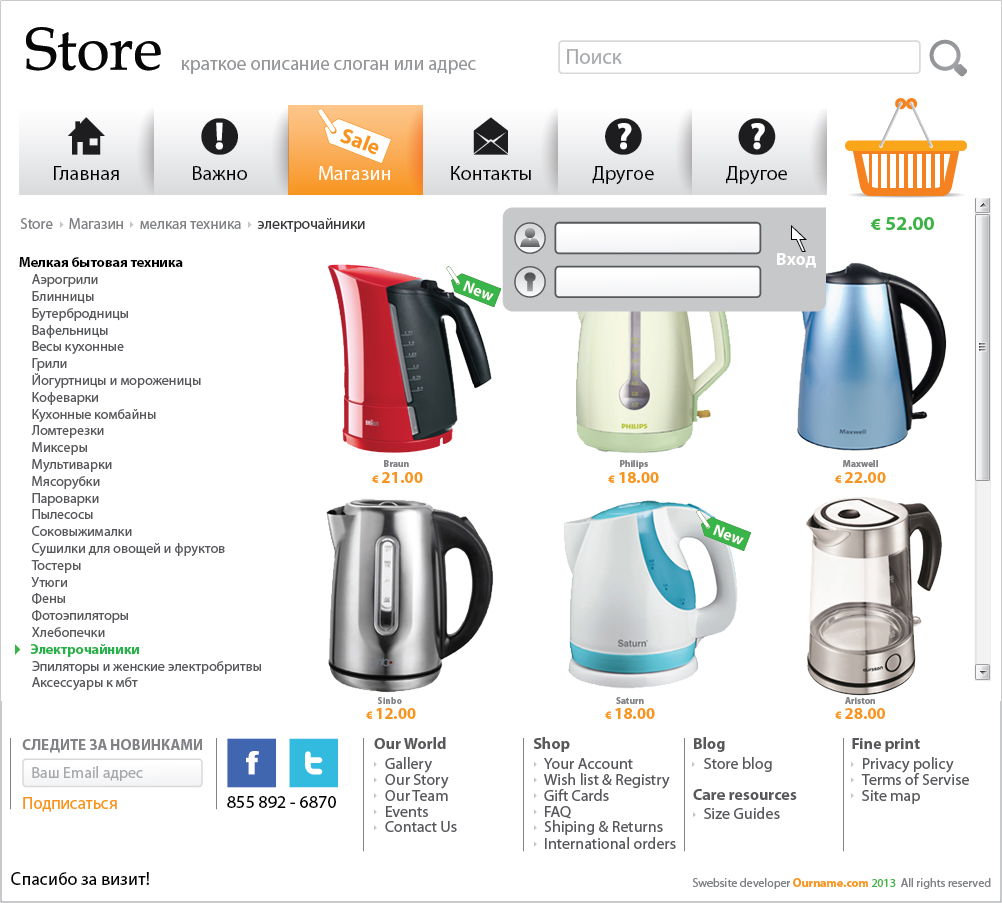 Store
краткое описание слоган или адрес
Поиск
Главная
Важно
Sale
Магазин
Контакты
Другое
Другое
Store Магазин мелкая техника электрочайники
Вход
€ 52.00
Мелкая бытовая техника
Аэрогрили
Блинницы
Бутербродницы
Вафельницы
Весы кухонные
Грили
Йогуртницы и мороженицы
Кофеварки
Кухонные комбайны
Ломтерезки
Миксеры
Мультиварки
Мясорубки
Пароварки
Пылесосы
Соковыжималки
Сушилки для овощей и фруктов
Тостеры
Утюги
Фены
Фотоэпиляторы
Хлебопечки
Электрочайники
Эпиляторы и женские электробритвы
Аксессуары к мбт
New
Braun
€ 21.00
PHILIPS
Philips
€ 18.00
Maxwell
Maxwell
€ 22.00
Sinbo
€ 12.00
New
Saturn
Saturn
€ 18.00
oursson
Ariston
€ 28.00
СЛЕДИТЕ ЗА НОВИНКАМИ
Ваш Email адрес
Подписаться
f
t
855 892 - 6870
Our World
Gallery
Our Story
Our Team
Events
Contact Us
Shop
Your Account
Wish list & Registry
Gift Cards
FAQ
Shiping & Returns
International orders
Blog
Store blog
Care resources
Size Guides
Fine print
Privacy policy
Terms of Servise
Site map
Спасибо за визит!
Swebsite developer Ourname.com 2013 All rights reserved